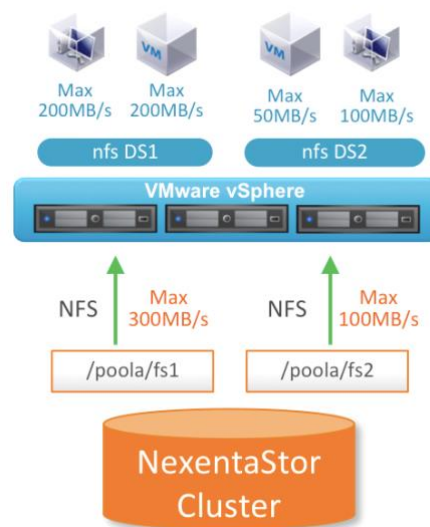 VM
VM
Max
200MB/s
Max
200MB/s
Max
50MB/s
Max
100MB/s
nfs DS1
nfs DS2
VMware vSphere
NFS
Max
300MB/s
NFS
Max
100MB/s
/poola/fs1
/poola/fs2
NexentaStor
Cluster